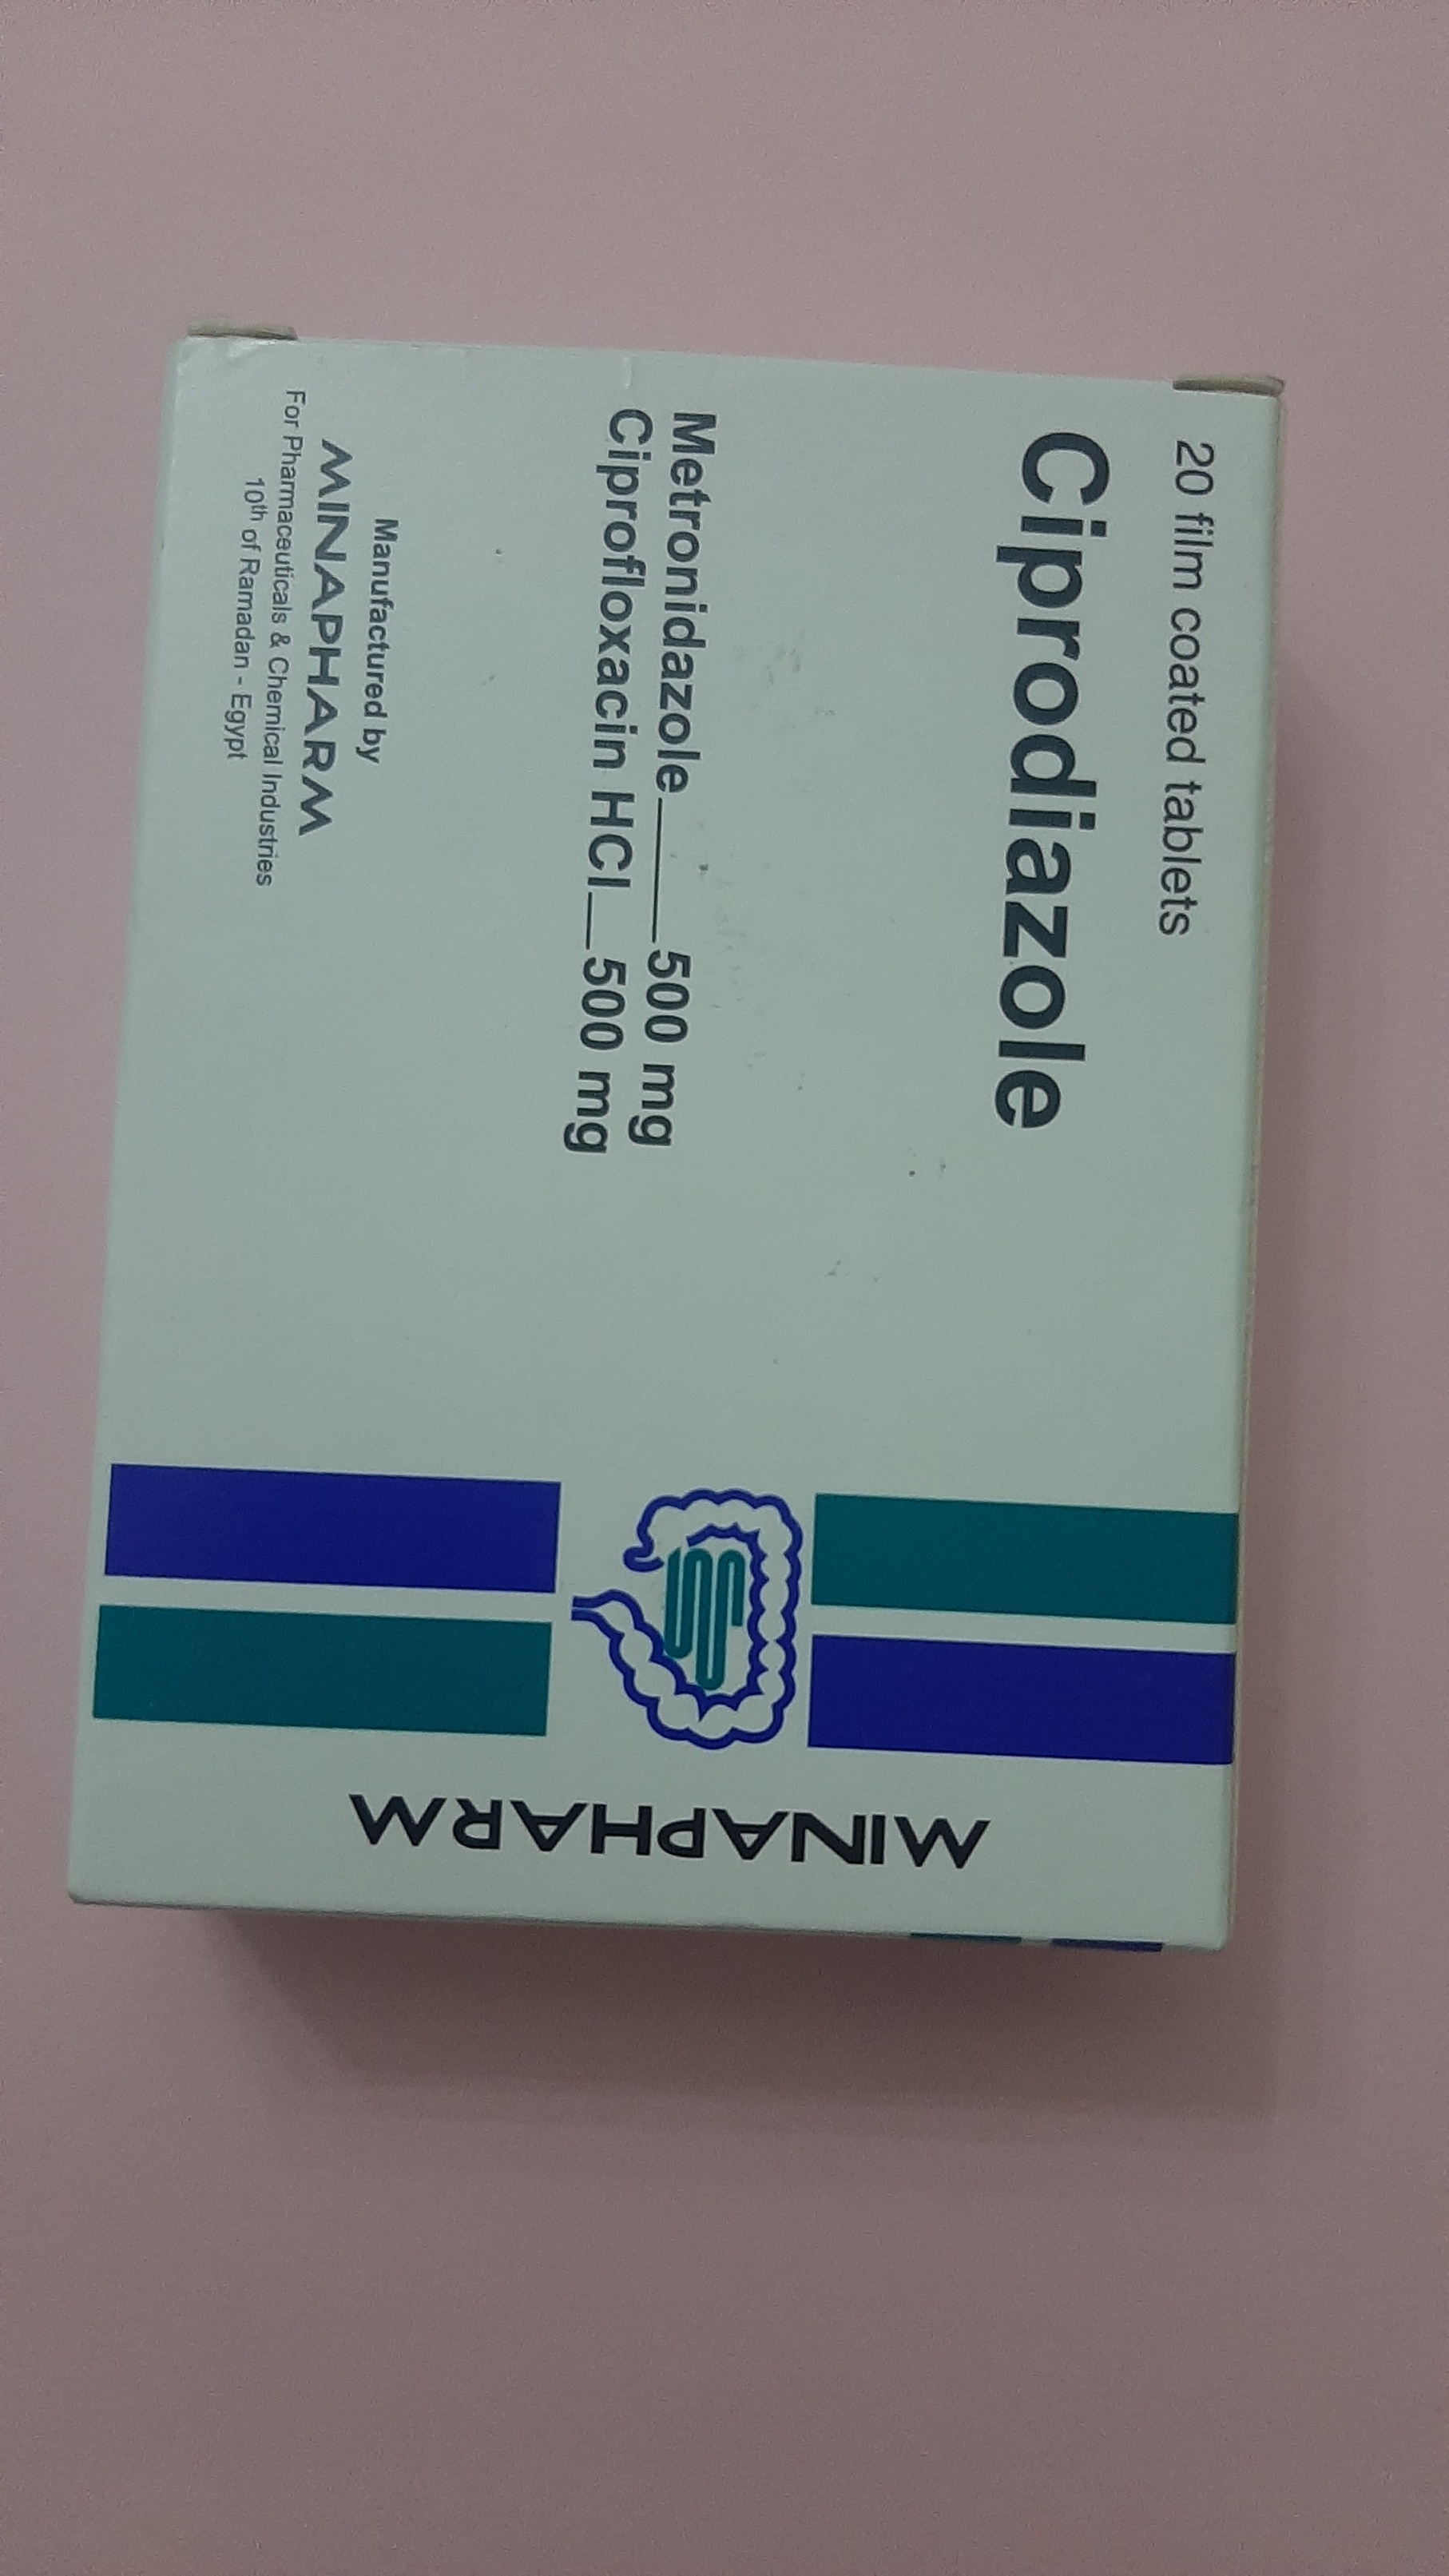 20 film coated tablets
Ciprodiazole
Metronidazole____500 mg
Ciprofloxacin HCl__500 mg
Manufactured by
MINAPHARM
For Pharmaceuticals & Chemical Industries
10th of Ramadan - Egypt
MINAPHARM